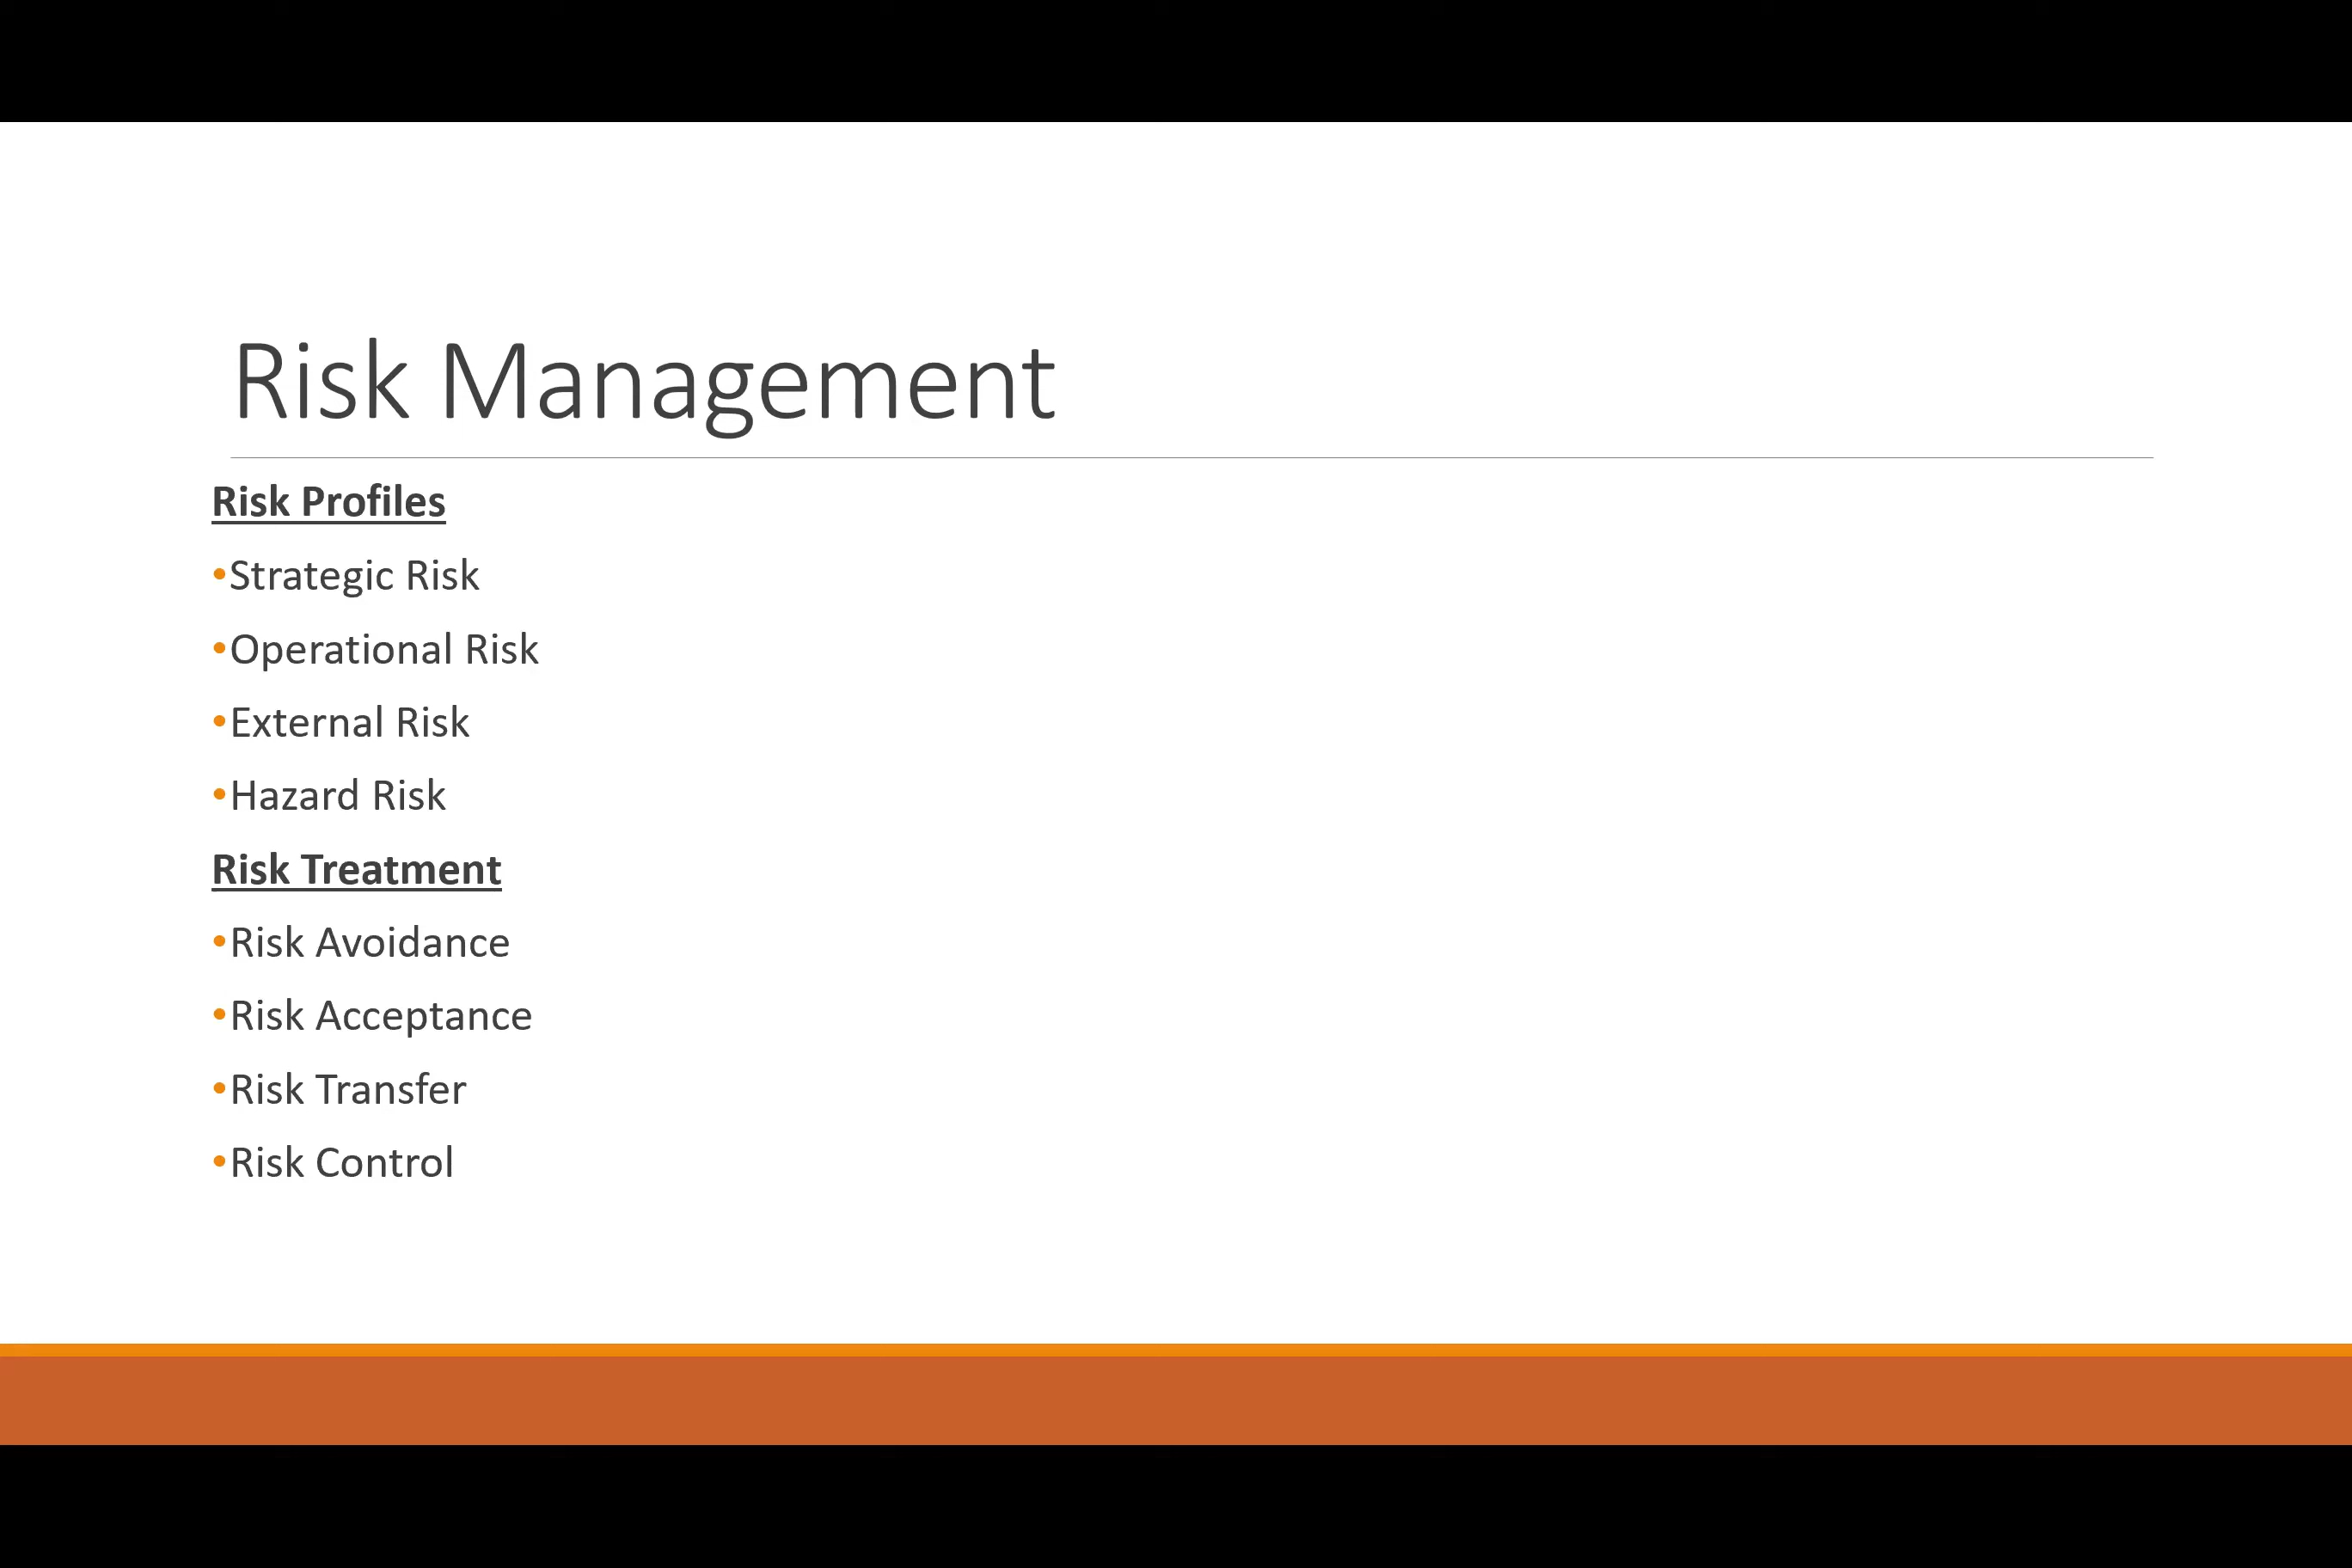 Risk Management
Risk Profiles
•Strategic Risk
•Operational Risk
•External Risk
•Hazard Risk
Risk Treatment
•Risk Avoidance
•Risk Acceptance
•Risk Transfer
•Risk Control